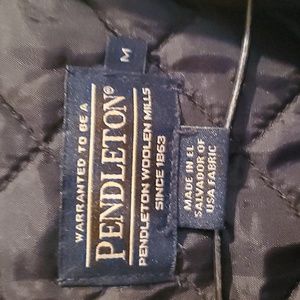 M
WARRANTED TO BE A
PENDLETON®
PENDLETON WOOLEN MILLS
SINCE 1863
MADE IN EL
SALVADOR OF
USA FABRIC